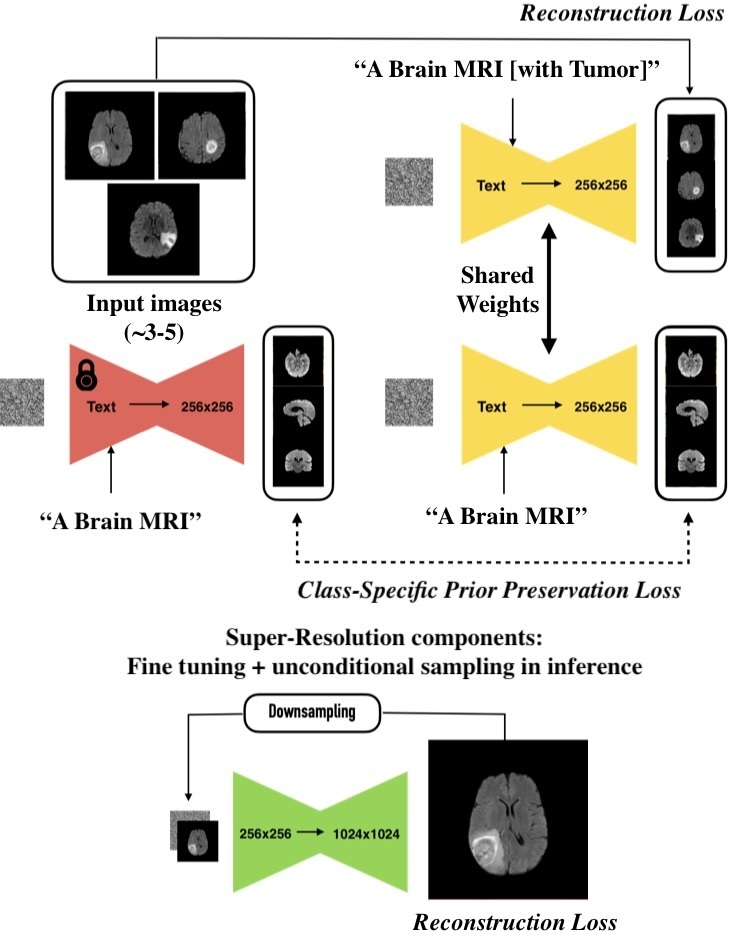 Reconstruction Loss
“A Brain MRI [with Tumor]”
Text
256x256
Input images
(~3-5)
Shared
Weights
Text
256x256
Text
256x256
“A Brain MRI”
“A Brain MRI”
Class-Specific Prior Preservation Loss
Super-Resolution components:
Fine tuning + unconditional sampling in inference
Downsampling
256x256
1024x1024
Reconstruction Loss